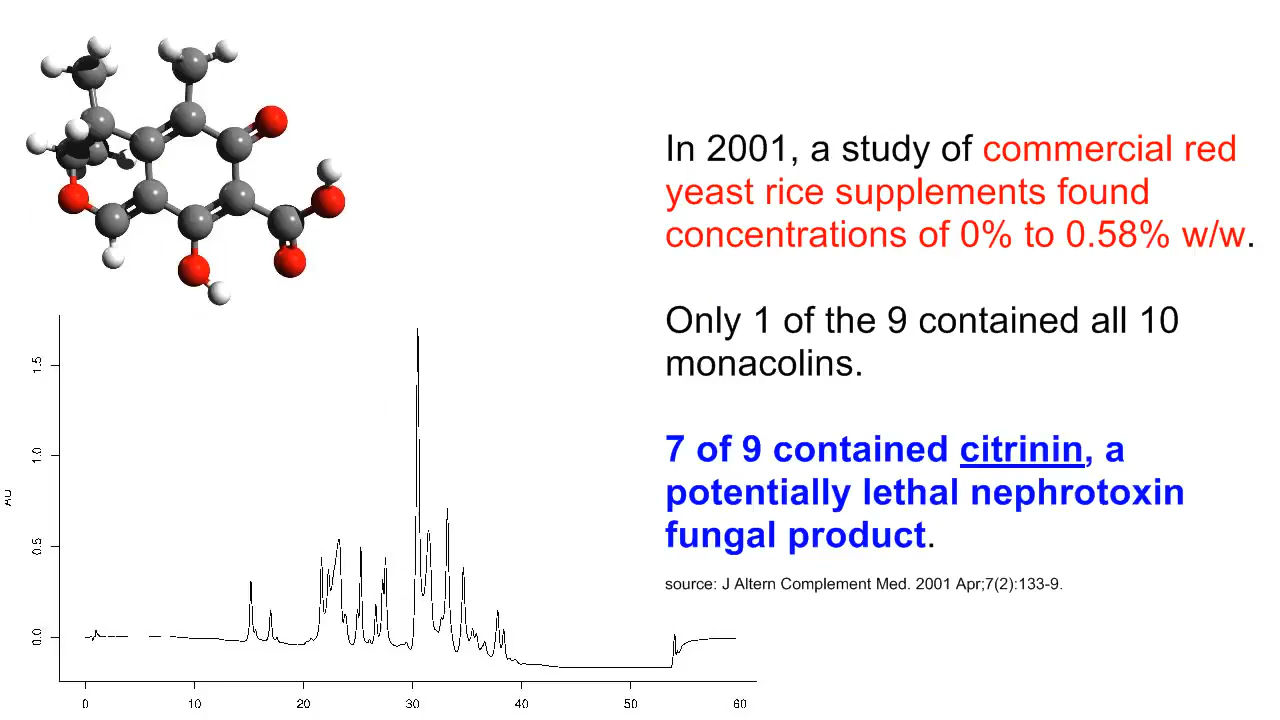 In 2001, a study of commercial red
yeast rice supplements found
concentrations of 0% to 0.58% w/w.
Only 1 of the 9 contained all 10
monacolins.
7 of 9 contained citrinin, a
potentially lethal nephrotoxin
fungal product.
source: J Altern Complement Med. 2001 Apr;7(2):133-9.
1.5
1.0
0.5
0.0
AU
0 10 20 30 40 50 60